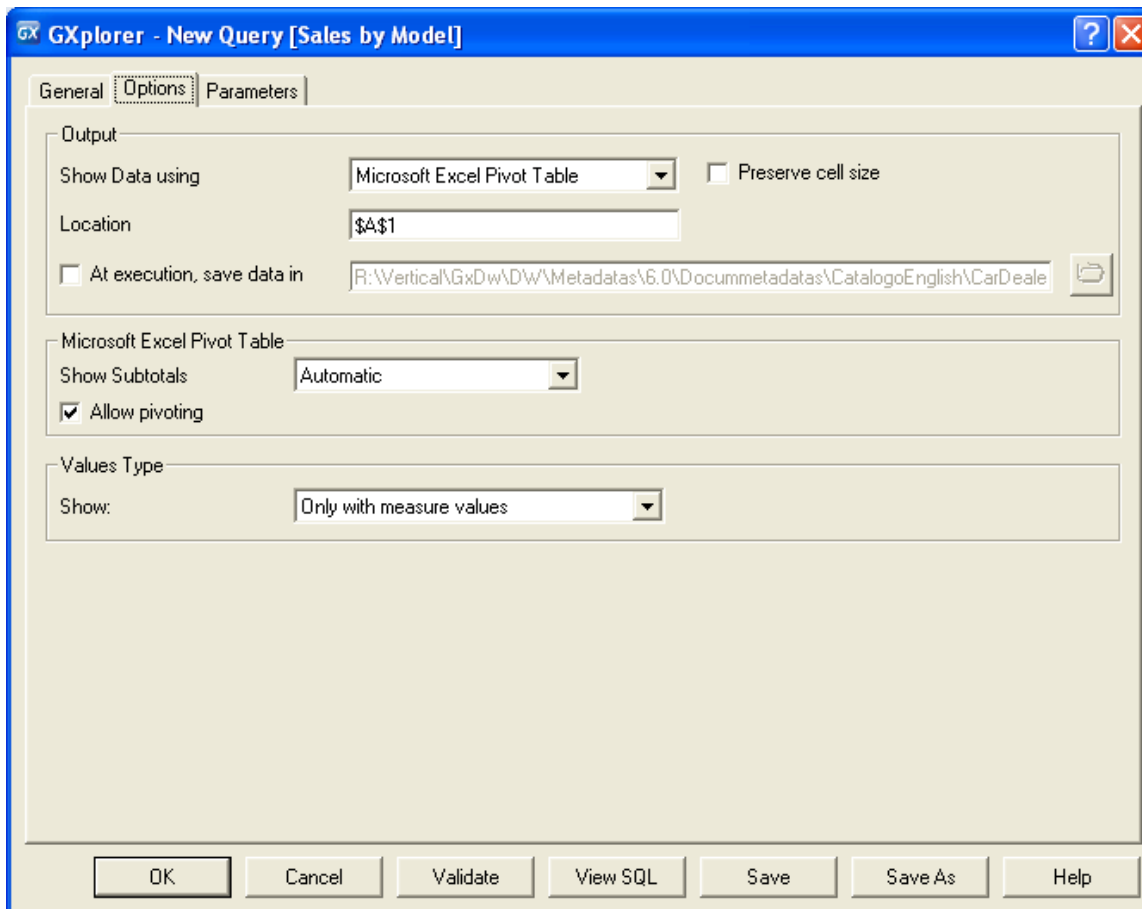 GX GXplorer - New Query [Sales by Model]
General Options Parameters
Output
Show Data using Microsoft Excel Pivot Table Preserve cell size
Location $A$1
At execution, save data in R:\Vertical\GxDw\DW\Metadatas\6.0\Docummetadatas\CatalogoEnglish\CarDeale
Microsoft Excel Pivot Table
Show Subtotals Automatic
Allow pivoting
Values Type
Show: Only with measure values
OK Cancel Validate View SQL Save Save As Help